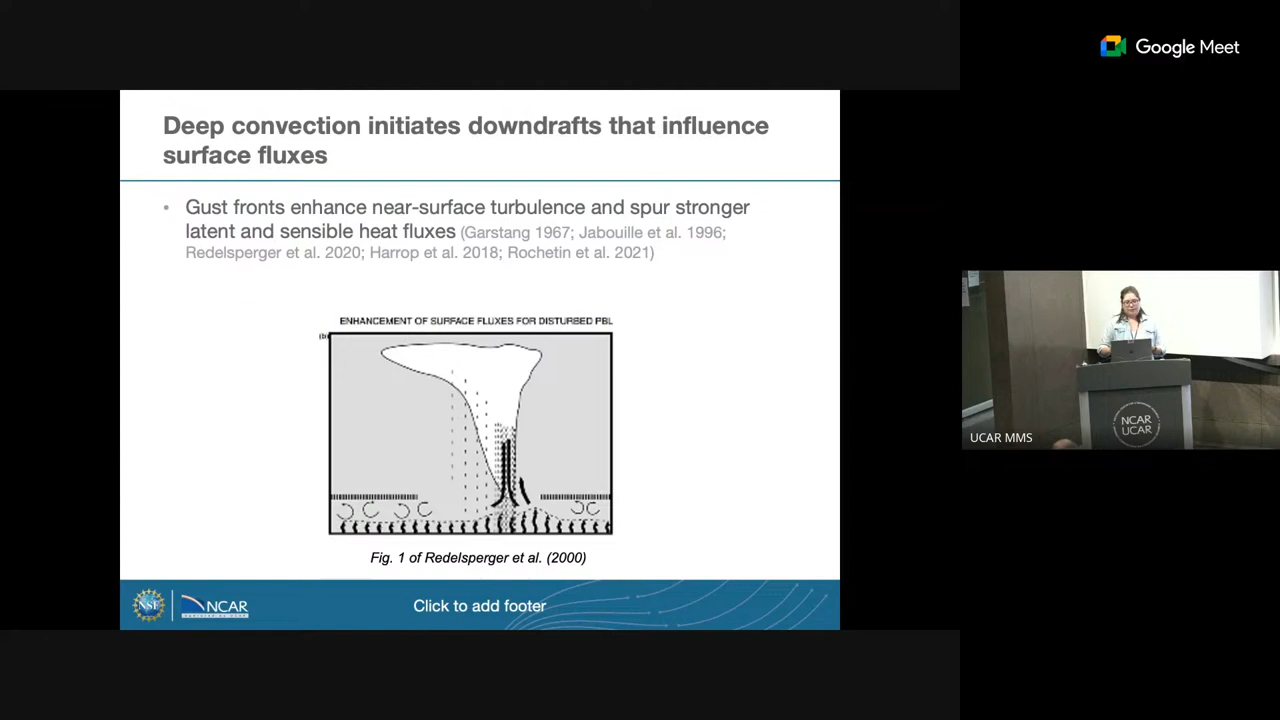 Google Meet
Deep convection initiates downdrafts that influence
surface fluxes
• Gust fronts enhance near-surface turbulence and spur stronger
latent and sensible heat fluxes (Garstang 1967; Jabouille et al. 1996;
Redelsperger et al. 2020; Harrop et al. 2018; Rochetin et al. 2021)
ENHANCEMENT OF SURFACE FLUXES FOR DISTURBED PBL
(b)
Fig. 1 of Redelsperger et al. (2000)
NSF
NCAR
Click to add footer
NCAR
UCAR
UCAR MMS